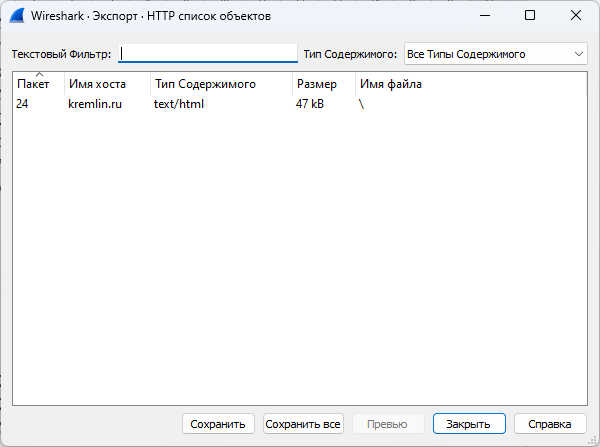 Wireshark · Экспорт · HTTP список объектов
Текстовый Фильтр: Тип Содержимого: Все Типы Содержимого
Пакет Имя хоста Тип Содержимого Размер Имя файла
24 kremlin.ru text/html 47 kB \
Сохранить Сохранить все Превью Закрыть Справка